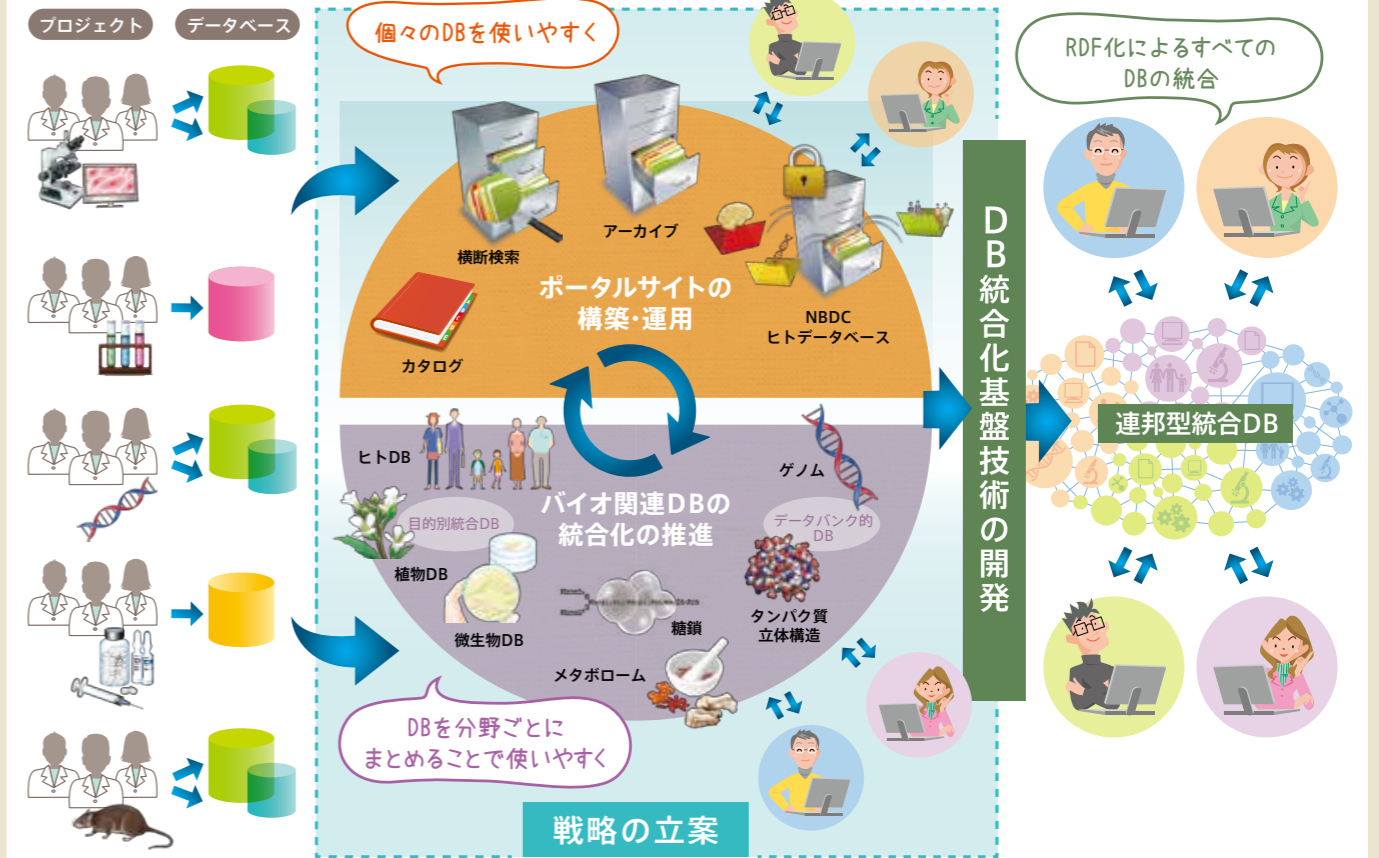 プロジェクト
データベース
個々のDBを使いやすく
RDF化によるすべての
DBの統合
横断検索
アーカイブ
カタログ
ポータルサイトの
構築・運用
NBDC
ヒトデータベース
ヒトDB
目的別統合DB
植物DB
微生物DB
バイオ関連DBの
統合化の推進
ゲノム
データバンク的
DB
タンパク質
立体構造
糖鎖
メタボローム
DBを分野ごとに
まとめることで使いやすく
戦略の立案
DB統合化基盤技術の開発
連邦型統合DB